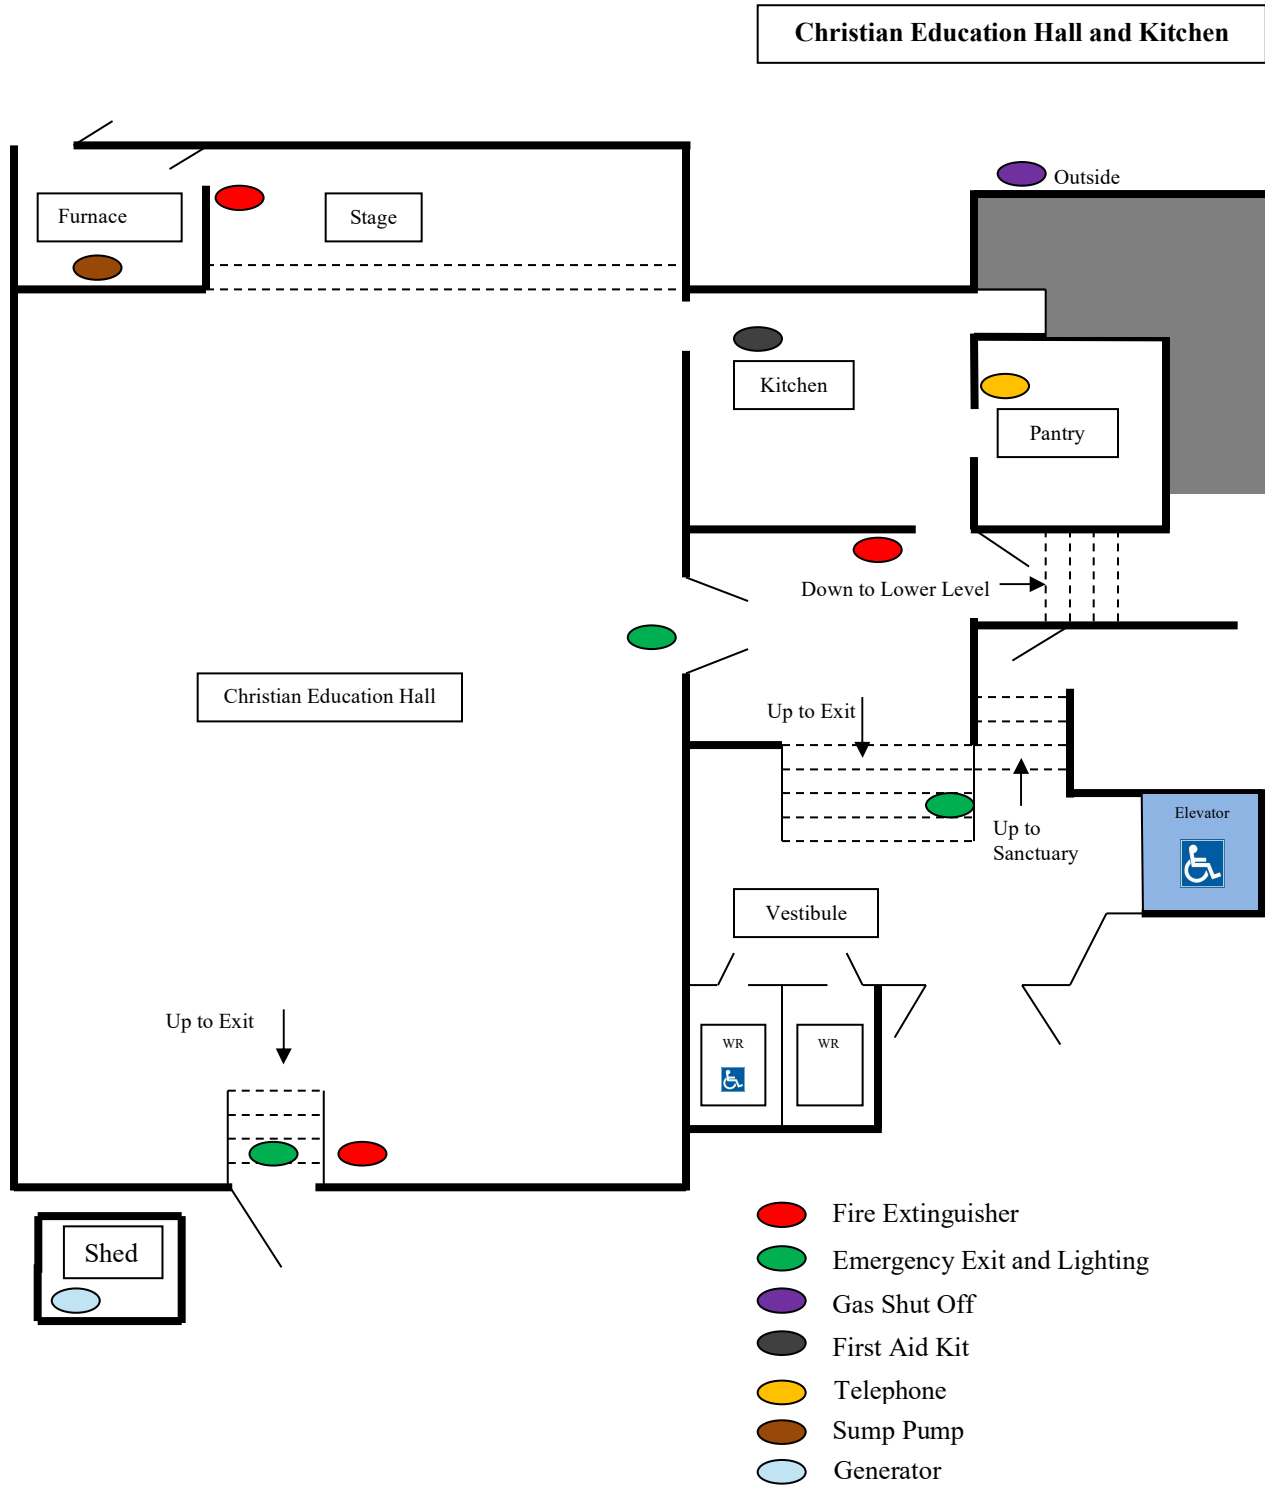 Christian Education Hall and Kitchen
Outside
Furnace
Stage
Kitchen
Pantry
Down to Lower Level
Christian Education Hall
Up to Exit
Elevator
Up to
Sanctuary
Vestibule
Up to Exit
WR
WR
Shed
Fire Extinguisher
Emergency Exit and Lighting
Gas Shut Off
First Aid Kit
Telephone
Sump Pump
Generator